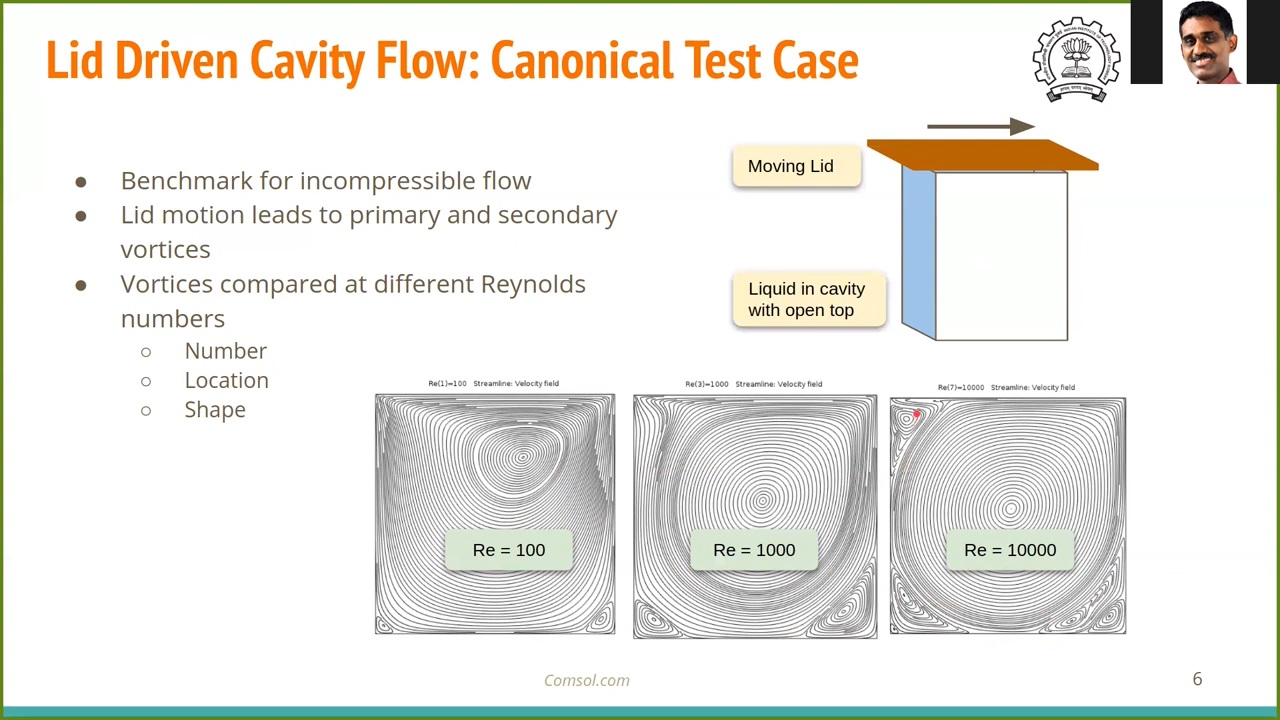 Lid Driven Cavity Flow: Canonical Test Case
Moving Lid
● Benchmark for incompressible flow
● Lid motion leads to primary and secondary
vortices
● Vortices compared at different Reynolds
numbers
○ Number
○ Location
○ Shape
Liquid in cavity
with open top
Re(1)=100 Streamline: Velocity field
Re(3)=1000 Streamline: Velocity field
Re(7)=10000 Streamline: Velocity field
Re = 100
Re = 1000
Re = 10000
Comsol.com
6